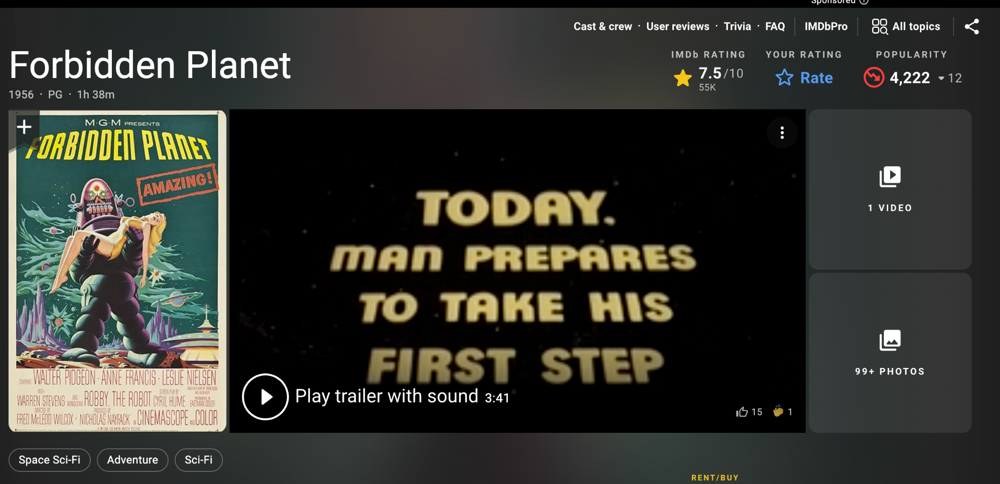 Sponsored
Cast & crew · User reviews · Trivia · FAQ IMDbPro All topics
Forbidden Planet
1956 · PG · 1h 38m
IMDb RATING
7.5/10
55K
YOUR RATING
Rate
POPULARITY
4,222 12
M·G·M PRESENTS
FORBIDDEN PLANET
AMAZING!
STARRING WALTER PIDGEON · ANNE FRANCIS · LESLIE NIELSEN
WITH WARREN STEVENS AND INTRODUCING ROBBY, THE ROBOT
SCREEN PLAY BY CYRIL HUME
PHOTOGRAPHED IN EASTMAN COLOR
DIRECTED BY FRED McLEOD WILCOX · PRODUCED BY NICHOLAS NAYFACK IN CINEMASCOPE AND COLOR
A METRO-GOLDWYN-MAYER PICTURE
TODAY.
MAN PREPARES
TO TAKE HIS
FIRST STEP
Play trailer with sound 3:41
15 1
1 VIDEO
99+ PHOTOS
Space Sci-Fi
Adventure
Sci-Fi
RENT/BUY